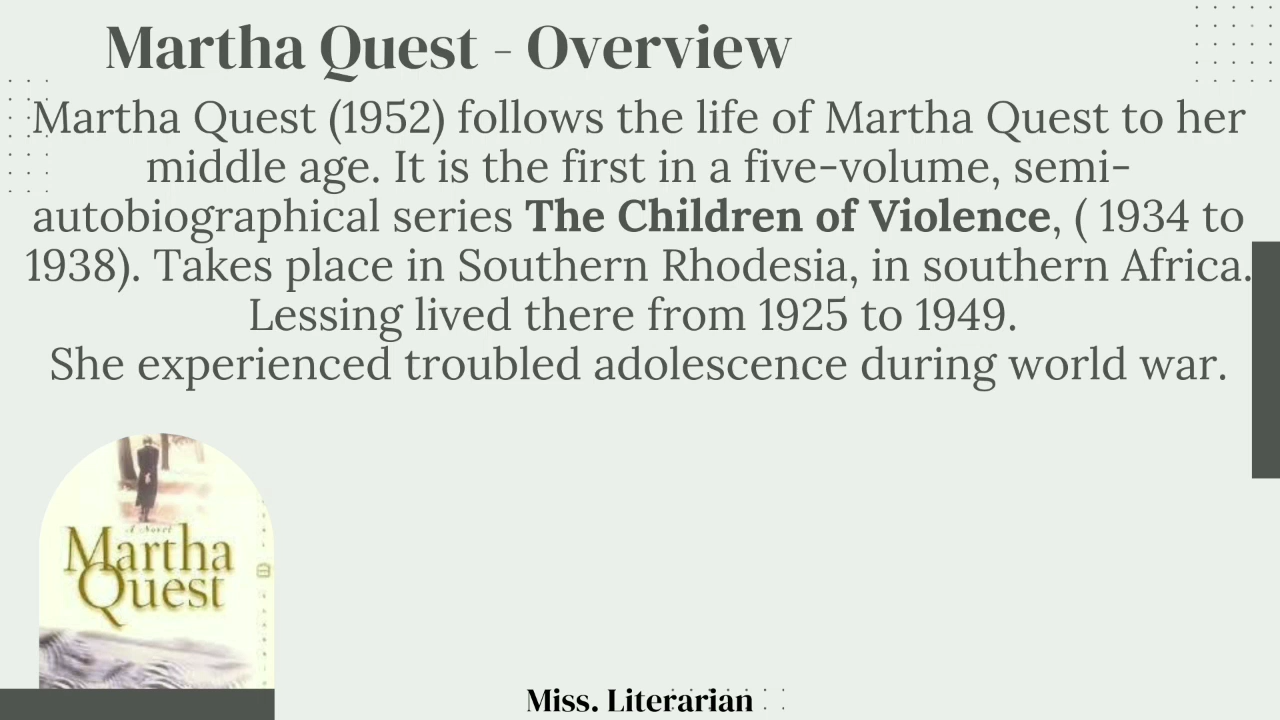 Martha Quest - Overview
Martha Quest (1952) follows the life of Martha Quest to her
middle age. It is the first in a five-volume, semi-
autobiographical series The Children of Violence, ( 1934 to
1938). Takes place in Southern Rhodesia, in southern Africa.
Lessing lived there from 1925 to 1949.
She experienced troubled adolescence during world war.
A Novel
Martha
Quest
Miss. Literarian